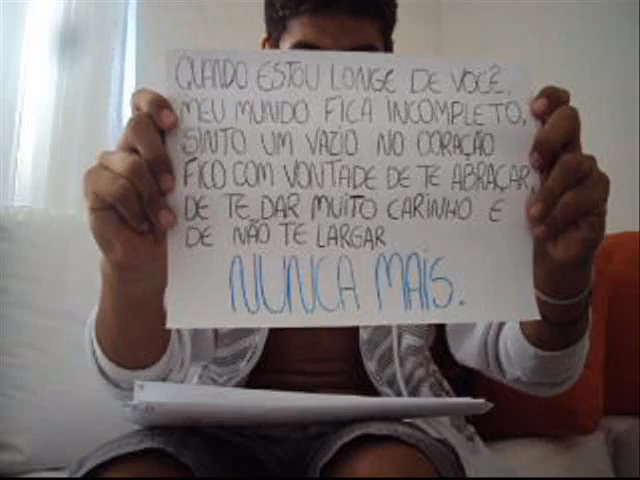 QUANDO ESTOU LONGE DE VOCÊ,
MEU MUNDO FICA INCOMPLETO,
SINTO UM VAZIO NO CORAÇÃO
FICO COM VONTADE DE TE ABRAÇAR,
DE TE DAR MUITO CARINHO E
DE NÃO TE LARGAR
NUNCA MAIS.